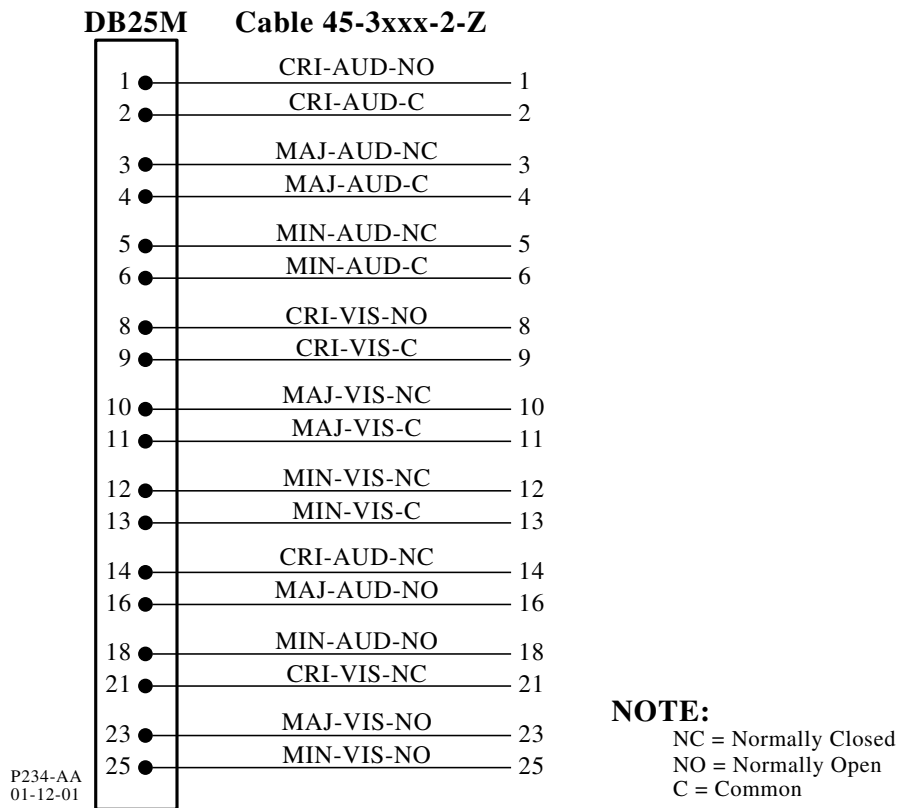 DB25M Cable 45-3xxx-2-Z
1 CRI-AUD-NO 1
2 CRI-AUD-C 2
3 MAJ-AUD-NC 3
4 MAJ-AUD-C 4
5 MIN-AUD-NC 5
6 MIN-AUD-C 6
8 CRI-VIS-NO 8
9 CRI-VIS-C 9
10 MAJ-VIS-NC 10
11 MAJ-VIS-C 11
12 MIN-VIS-NC 12
13 MIN-VIS-C 13
14 CRI-AUD-NC 14
16 MAJ-AUD-NO 16
18 MIN-AUD-NO 18
21 CRI-VIS-NC 21
23 MAJ-VIS-NO 23
25 MIN-VIS-NO 25
P234-AA
01-12-01
NOTE:
NC = Normally Closed
NO = Normally Open
C = Common